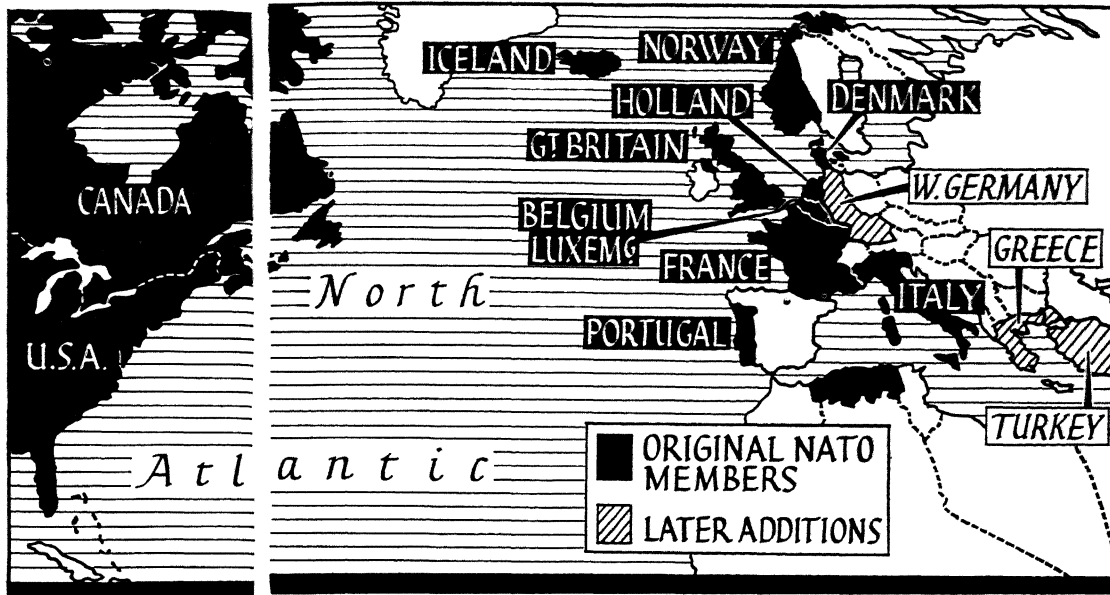 ICELAND
NORWAY
HOLLAND
DENMARK
GT BRITAIN
CANADA
W.GERMANY
BELGIUM
LUXEMG
GREECE
FRANCE
North
ITALY
PORTUGAL
U.S.A.
TURKEY
Atlantic
ORIGINAL NATO
MEMBERS
LATER ADDITIONS